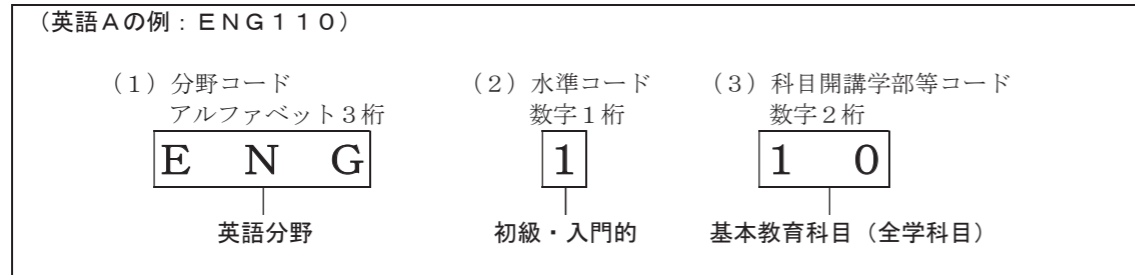 (英語Aの例:ENG110)
(1)分野コード (2)水準コード (3)科目開講学部等コード
アルファベット3桁 数字1桁 数字2桁
E N G 1 1 0
英語分野 初級・入門的 基本教育科目(全学科目)